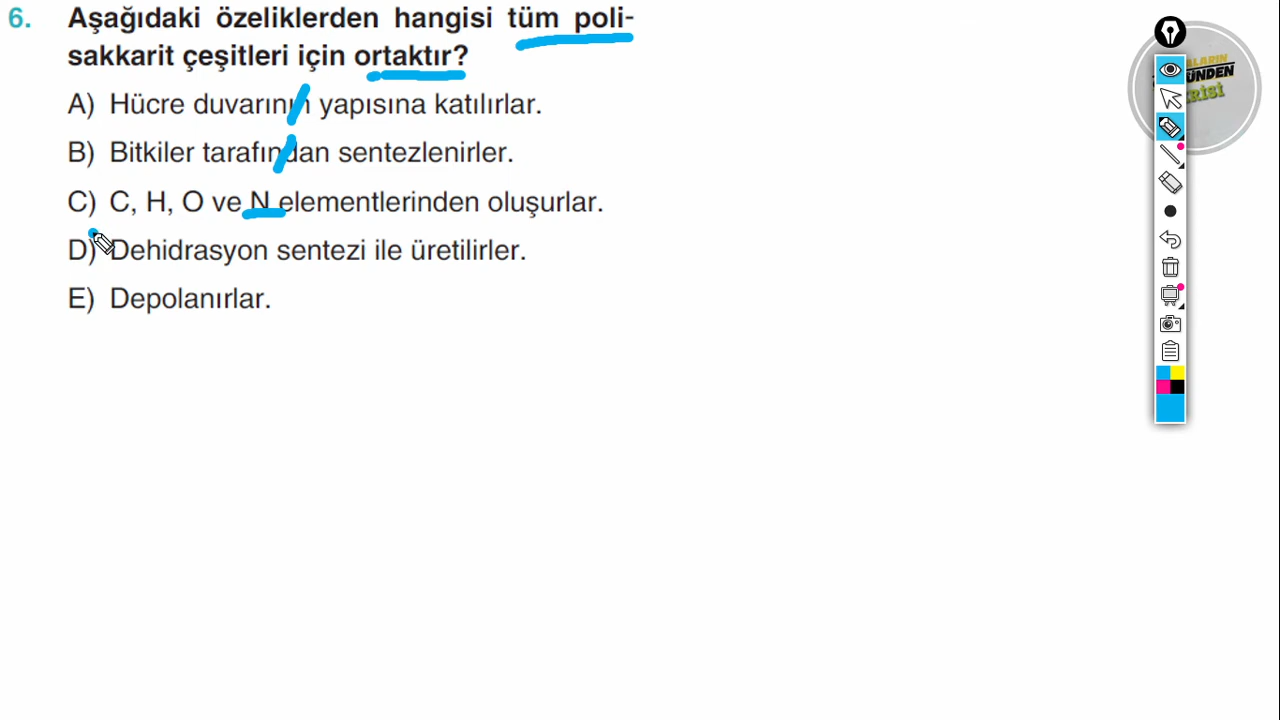 6. Aşağıdaki özeliklerden hangisi tüm poli-
sakkarit çeşitleri için ortaktır?
A) Hücre duvarının yapısına katılırlar.
B) Bitkiler tarafından sentezlenirler.
C) C, H, O ve N elementlerinden oluşurlar.
D) Dehidrasyon sentezi ile üretilirler.
E) Depolanırlar.